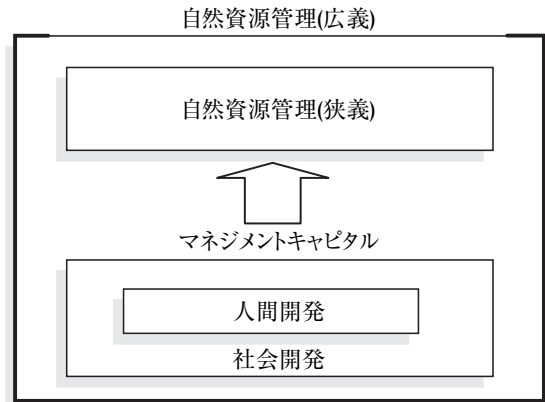 自然資源管理(広義)
自然資源管理(狭義)
マネジメントキャピタル
人間開発
社会開発